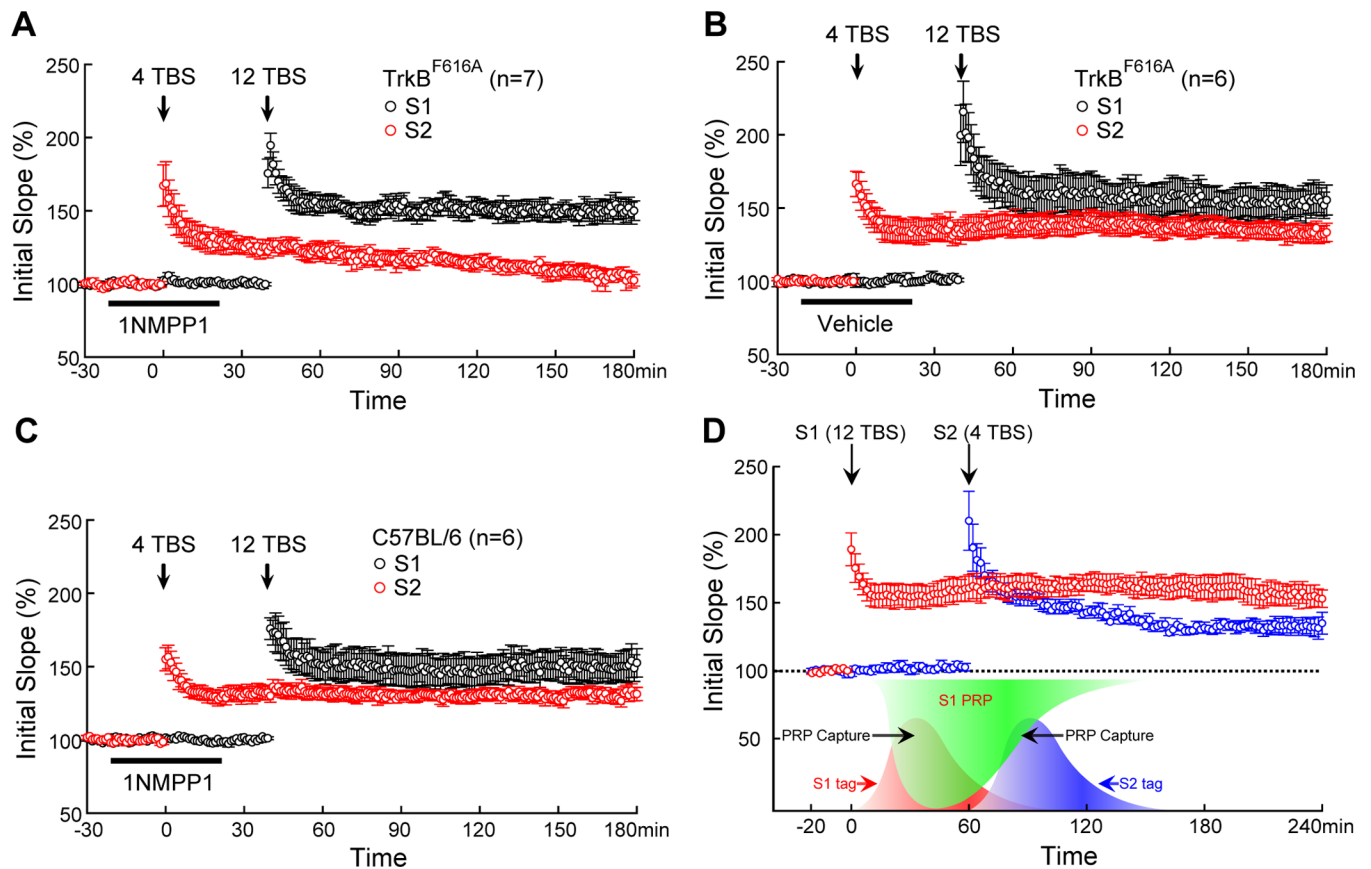 A
4 TBS 12 TBS
TrkB^F616A (n=7)
S1
S2
Initial Slope (%)
250
200
150
100
50
1NMPP1
-30 0 30 60 90 120 150 180min
Time
B
4 TBS 12 TBS
TrkB^F616A (n=6)
S1
S2
Initial Slope (%)
250
200
150
100
50
Vehicle
-30 0 30 60 90 120 150 180min
Time
C
4 TBS 12 TBS
C57BL/6 (n=6)
S1
S2
Initial Slope (%)
250
200
150
100
50
1NMPP1
-30 0 30 60 90 120 150 180min
Time
D
S1 (12 TBS) S2 (4 TBS)
Initial Slope (%)
250
200
150
100
50
S1 PRP
PRP Capture PRP Capture
S1 tag S2 tag
-20 0 60 120 180 240min
Time